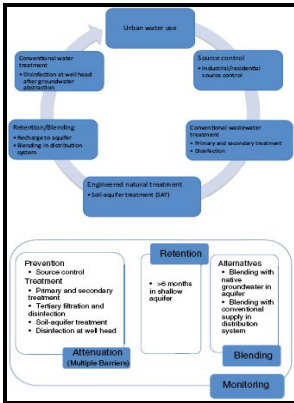 Urban water use
Conventional water
treatment
• Disinfection at well head
after groundwater
abstraction
Source control
• Industrial/residential
source control
Retention/Blending
• Recharge to aquifer
• Blending in distribution
system
Conventional wastewater
treatment
• Primary and secondary
treatment
• Disinfection
Engineered natural treatment
• Soil-aquifer treatment (SAT)
Prevention
• Source control
Treatment
• Primary and secondary
treatment
• Tertiary filtration and
disinfection
• Soil-aquifer treatment
• Disinfection at well head
Attenuation
(Multiple Barriers)
Retention
• >6 months
in shallow
aquifer
Alternatives
• Blending with
native
groundwater in
aquifer
• Blending with
conventional
supply in
distribution
system
Blending
Monitoring